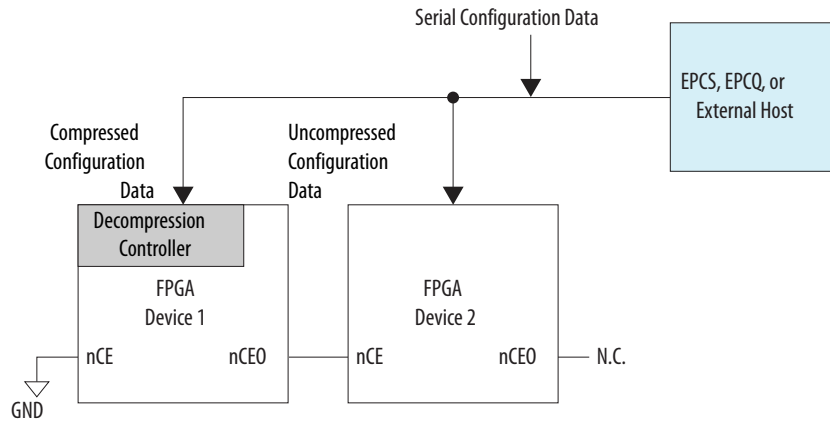 Serial Configuration Data
EPCS, EPCQ, or
External Host
Compressed
Configuration
Data
Uncompressed
Configuration
Data
Decompression
Controller
FPGA
Device 1
FPGA
Device 2
nCE
nCEO
nCE
nCEO
N.C.
GND